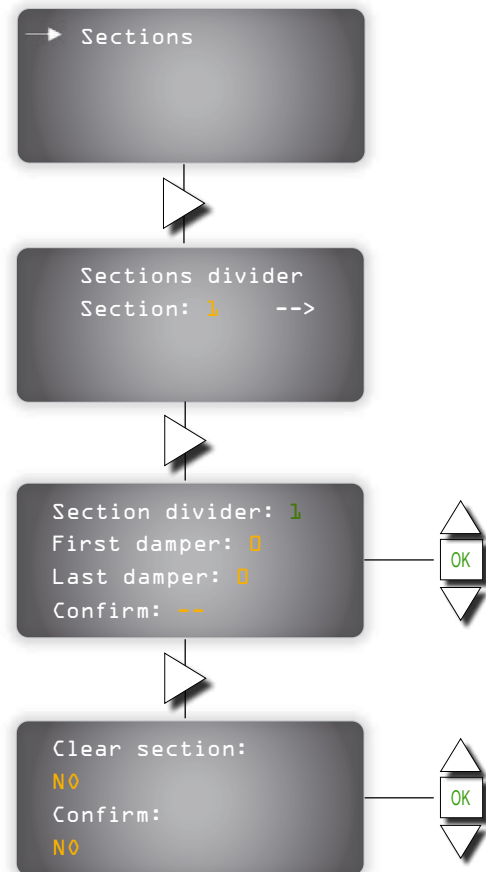 Sections
Sections divider
Section: 1 -->
Section divider: 1
First damper: 0
Last damper: 0
Confirm: --
OK
Clear section:
NO
Confirm:
NO
OK